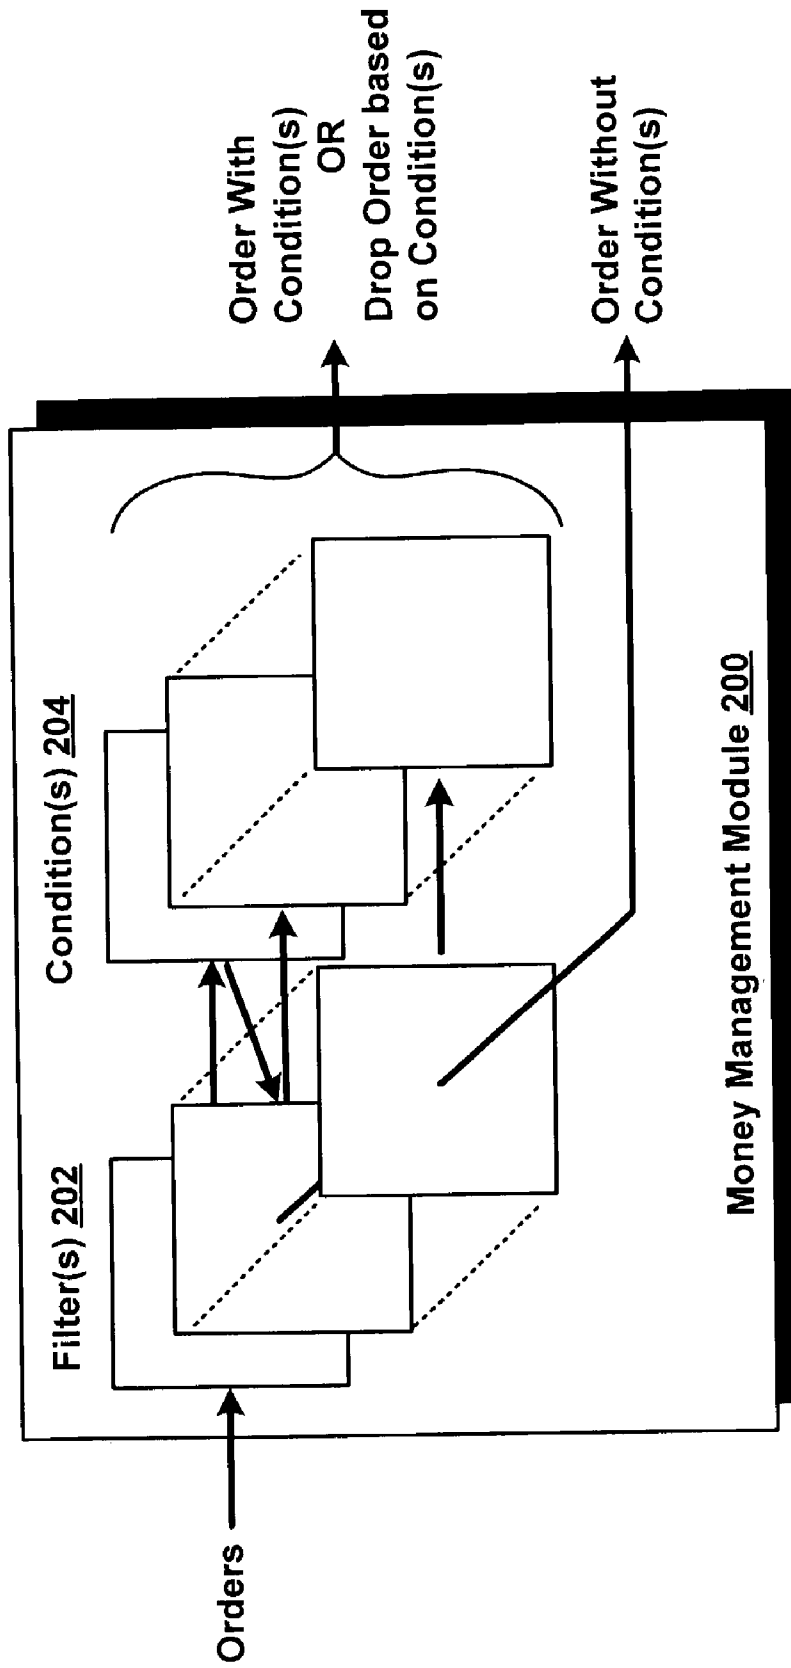 Orders
Filter(s) 202
Condition(s) 204
Order With
Condition(s)
OR
Drop Order based
on Condition(s)
Order Without
Condition(s)
Money Management Module 200